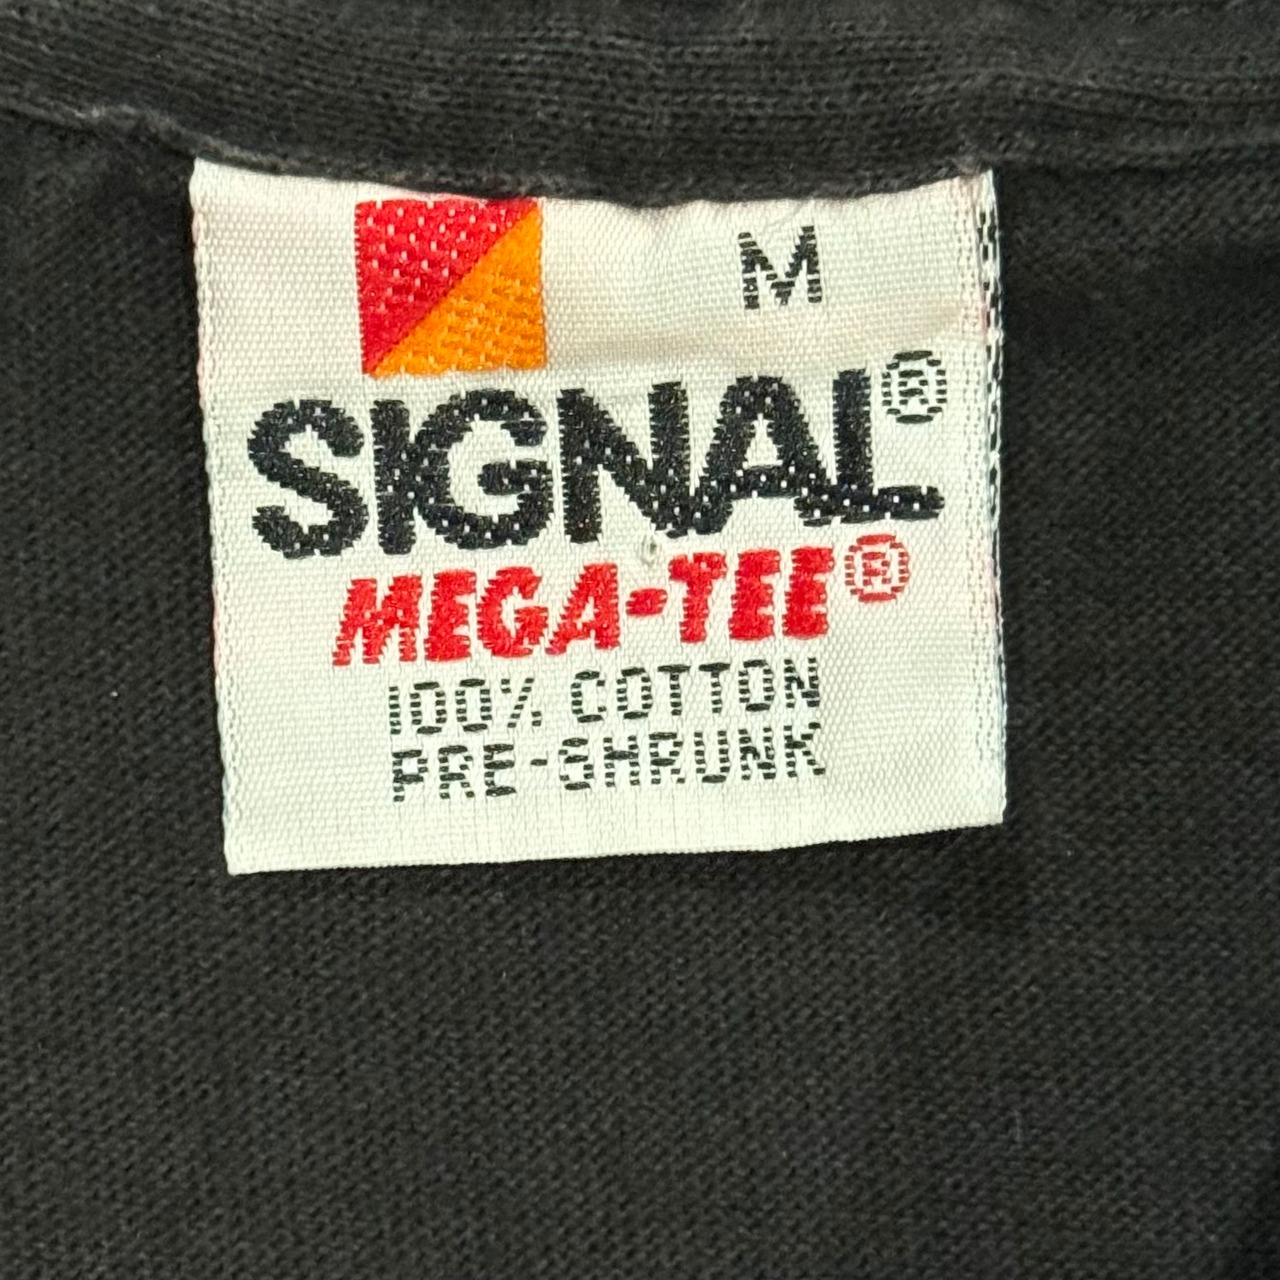 M
SIGNAL®
MEGA-TEE®
100% COTTON
PRE-SHRUNK